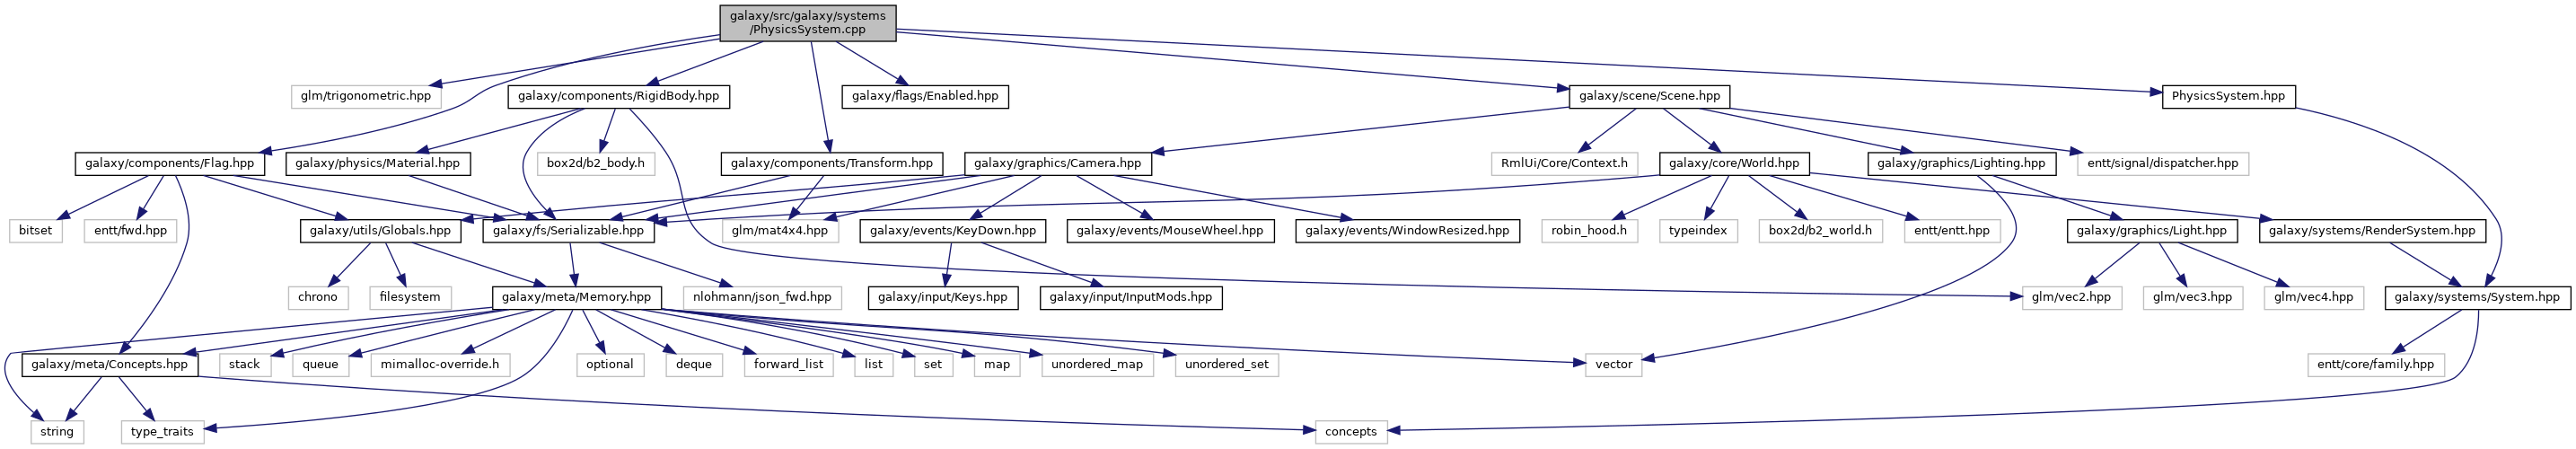 galaxy/src/galaxy/systems
/PhysicsSystem.cpp
glm/trigonometric.hpp
galaxy/components/RigidBody.hpp
galaxy/flags/Enabled.hpp
galaxy/scene/Scene.hpp
PhysicsSystem.hpp
galaxy/components/Flag.hpp
galaxy/physics/Material.hpp
box2d/b2_body.h
galaxy/components/Transform.hpp
galaxy/graphics/Camera.hpp
RmlUi/Core/Context.h
galaxy/core/World.hpp
galaxy/graphics/Lighting.hpp
entt/signal/dispatcher.hpp
bitset
entt/fwd.hpp
galaxy/utils/Globals.hpp
galaxy/fs/Serializable.hpp
glm/mat4x4.hpp
galaxy/events/KeyDown.hpp
galaxy/events/MouseWheel.hpp
galaxy/events/WindowResized.hpp
robin_hood.h
typeindex
box2d/b2_world.h
entt/entt.hpp
galaxy/graphics/Light.hpp
galaxy/systems/RenderSystem.hpp
chrono
filesystem
galaxy/meta/Memory.hpp
nlohmann/json_fwd.hpp
galaxy/input/Keys.hpp
galaxy/input/InputMods.hpp
glm/vec2.hpp
glm/vec3.hpp
glm/vec4.hpp
galaxy/systems/System.hpp
galaxy/meta/Concepts.hpp
stack
queue
mimalloc-override.h
optional
deque
forward_list
list
set
map
unordered_map
unordered_set
vector
entt/core/family.hpp
string
type_traits
concepts